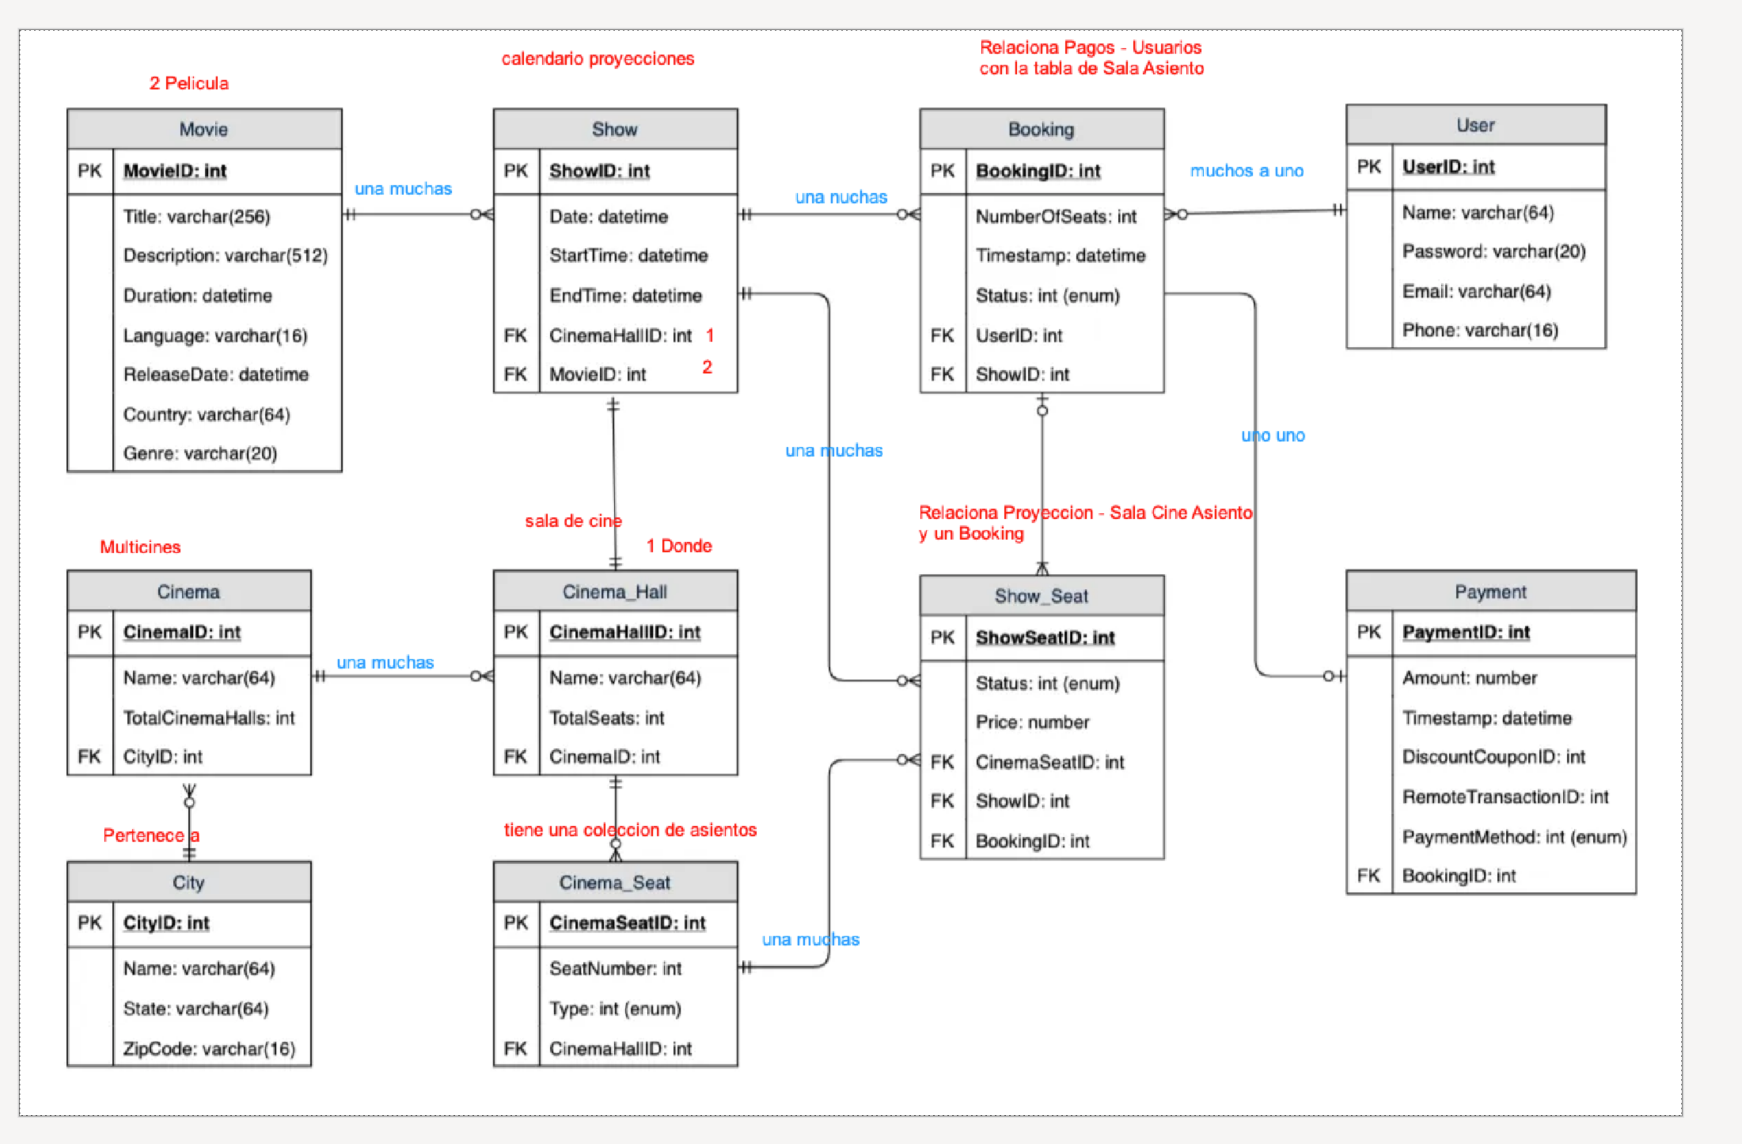 2 Pelicula
Movie
PK MovieID: int
Title: varchar(256)
Description: varchar(512)
Duration: datetime
Language: varchar(16)
ReleaseDate: datetime
Country: varchar(64)
Genre: varchar(20)
una muchas
calendario proyecciones
Show
PK ShowID: int
Date: datetime
StartTime: datetime
EndTime: datetime
FK CinemaHallID: int 1
FK MovieID: int 2
una nuchas
Relaciona Pagos - Usuarios
con la tabla de Sala Asiento
Booking
PK BookingID: int
NumberOfSeats: int
Timestamp: datetime
Status: int (enum)
FK UserID: int
FK ShowID: int
muchos a uno
User
PK UserID: int
Name: varchar(64)
Password: varchar(20)
Email: varchar(64)
Phone: varchar(16)
una muchas
uno uno
Multicines
Cinema
PK CinemaID: int
Name: varchar(64)
TotalCinemaHalls: int
FK CityID: int
una muchas
sala de cine
1 Donde
Cinema_Hall
PK CinemaHallID: int
Name: varchar(64)
TotalSeats: int
FK CinemaID: int
Relaciona Proyeccion - Sala Cine Asiento
y un Booking
Show_Seat
PK ShowSeatID: int
Status: int (enum)
Price: number
FK CinemaSeatID: int
FK ShowID: int
FK BookingID: int
Payment
PK PaymentID: int
Amount: number
Timestamp: datetime
DiscountCouponID: int
RemoteTransactionID: int
PaymentMethod: int (enum)
FK BookingID: int
Pertenece a
City
PK CityID: int
Name: varchar(64)
State: varchar(64)
ZipCode: varchar(16)
tiene una coleccion de asientos
Cinema_Seat
PK CinemaSeatID: int
SeatNumber: int
Type: int (enum)
FK CinemaHallID: int
una muchas